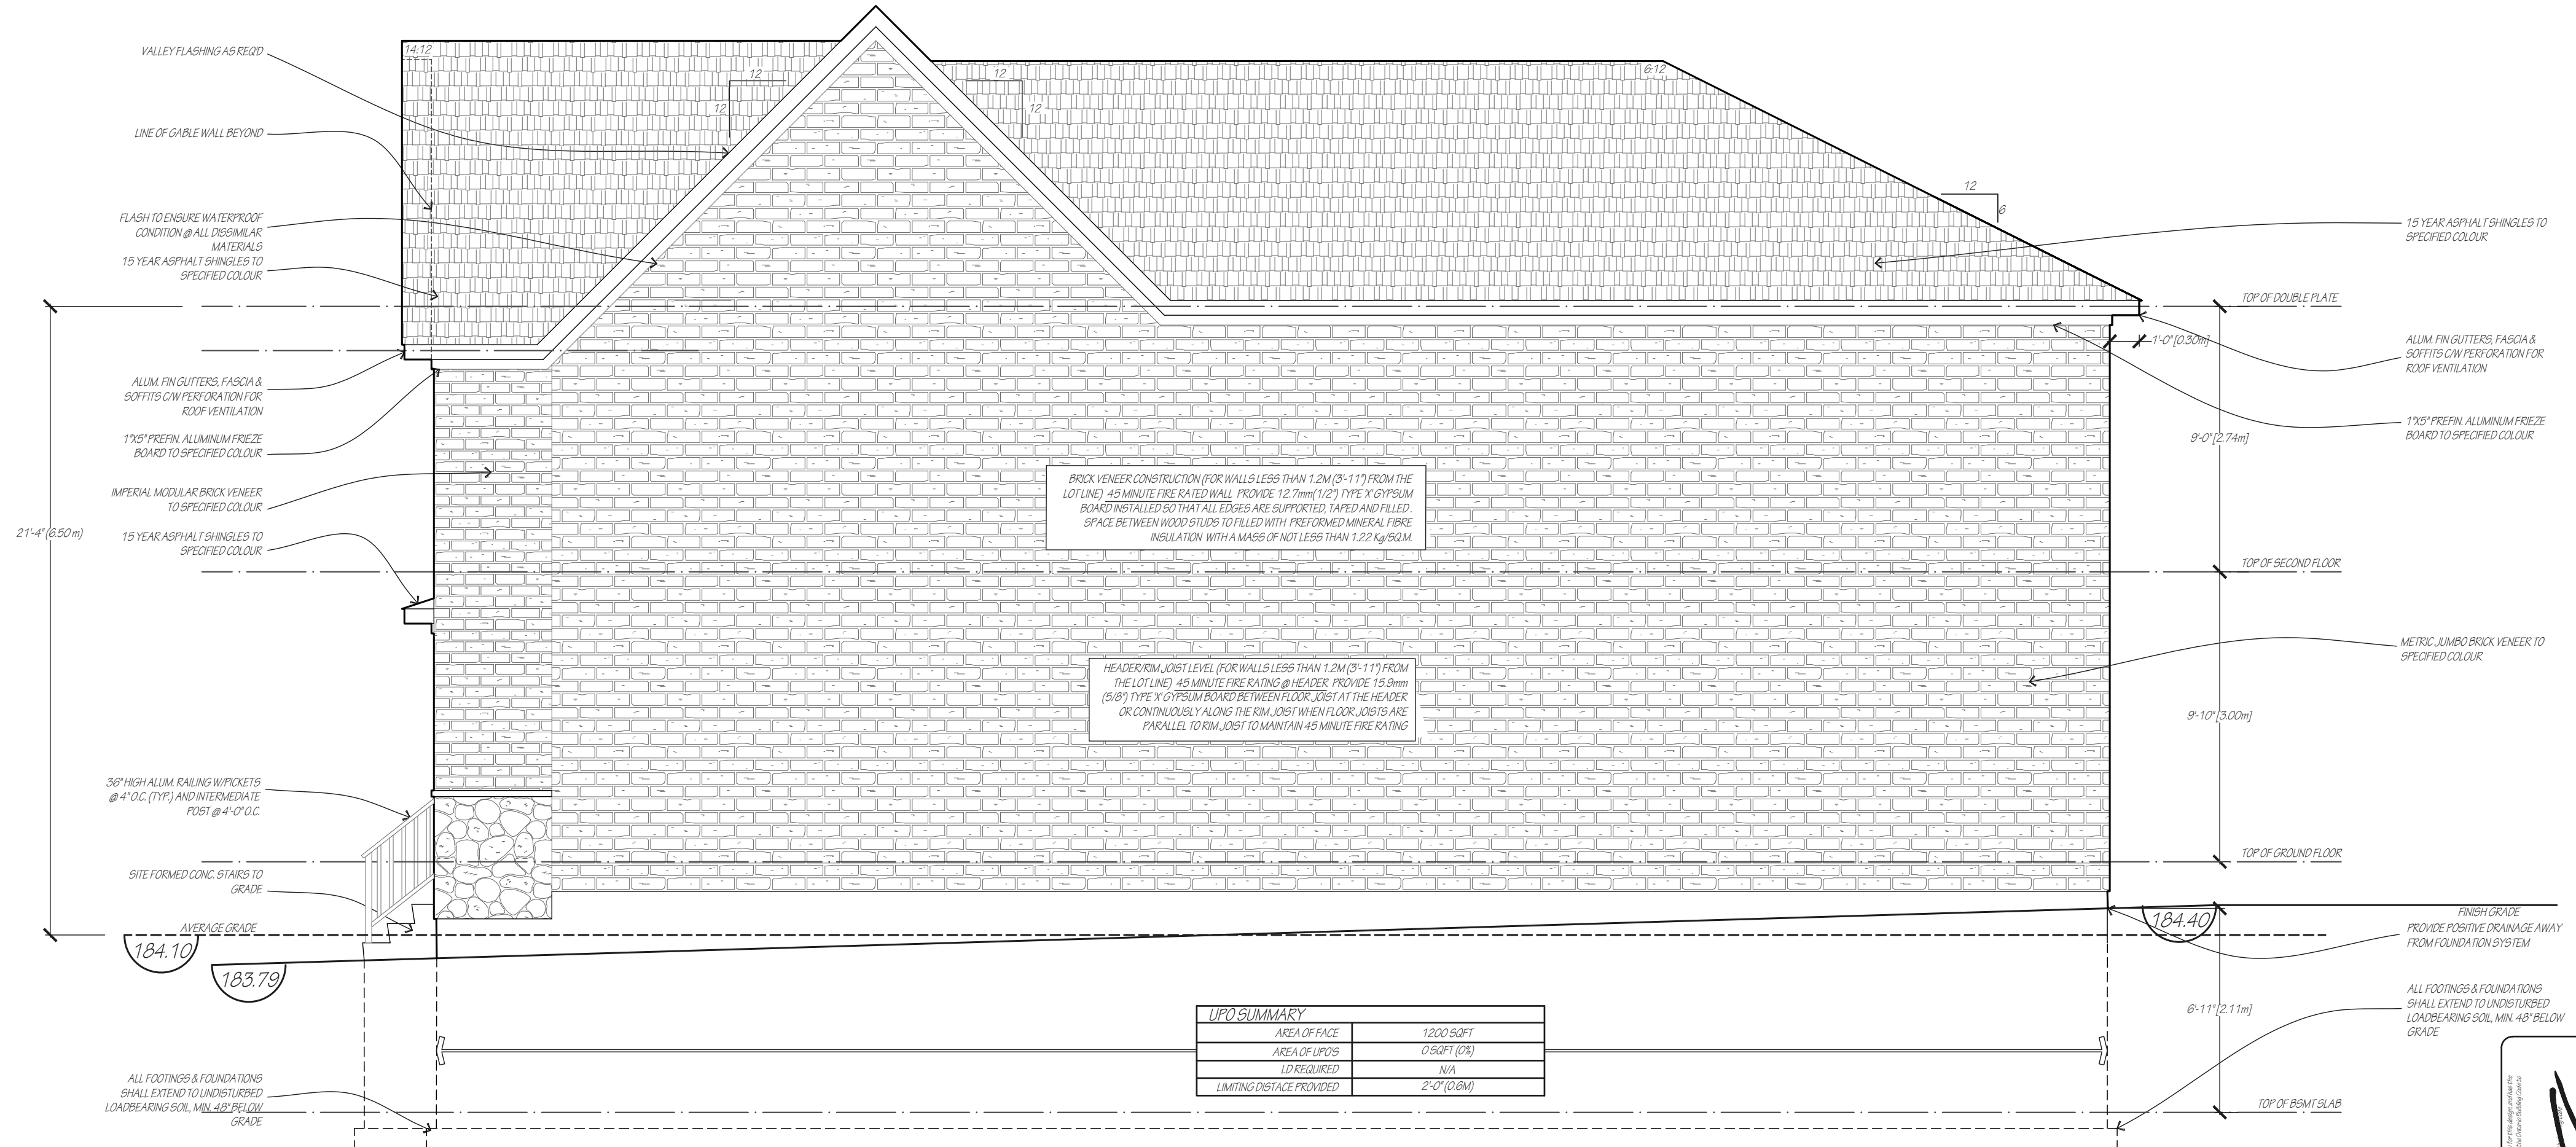 VALLEY FLASHING AS REQ'D
LINE OF GABLE WALL BEYOND
FLASH TO ENSURE WATERPROOF
CONDITION @ ALL DISSIMILAR
MATERIALS
15 YEAR ASPHALT SHINGLES TO
SPECIFIED COLOUR
ALUM. FIN GUTTERS, FASCIA &
SOFFITS C/W PERFORATION FOR
ROOF VENTILATION
1"X5" PREFIN. ALUMINUM FRIEZE
BOARD TO SPECIFIED COLOUR
IMPERIAL MODULAR BRICK VENEER
TO SPECIFIED COLOUR
15 YEAR ASPHALT SHINGLES TO
SPECIFIED COLOUR
21'-4" (6.50 m)
36" HIGH ALUM. RAILING W/PICKETS
@ 4" O.C. (TYP.) AND INTERMEDIATE
POST @ 4'-0" O.C.
SITE FORMED CONC. STAIRS TO
GRADE
AVERAGE GRADE
184.10
183.79
ALL FOOTINGS & FOUNDATIONS
SHALL EXTEND TO UNDISTURBED
LOADBEARING SOIL, MIN. 48" BELOW
GRADE
14:12
12
12
12
12
6:12
12
6
BRICK VENEER CONSTRUCTION (FOR WALLS LESS THAN 1.2M (3'-11") FROM THE
LOT LINE) 45 MINUTE FIRE RATED WALL PROVIDE 12.7mm(1/2") TYPE 'X' GYPSUM
BOARD INSTALLED SO THAT ALL EDGES ARE SUPPORTED, TAPED AND FILLED .
SPACE BETWEEN WOOD STUDS TO FILLED WITH PREFORMED MINERAL FIBRE
INSULATION WITH A MASS OF NOT LESS THAN 1.22 Kg/SQ.M.
HEADER/RIM JOIST LEVEL (FOR WALLS LESS THAN 1.2M (3'-11") FROM
THE LOT LINE) 45 MINUTE FIRE RATING @ HEADER PROVIDE 15.9mm
(5/8") TYPE 'X' GYPSUM BOARD BETWEEN FLOOR JOIST AT THE HEADER
OR CONTINUOUSLY ALONG THE RIM JOIST WHEN FLOOR JOISTS ARE
PARALLEL TO RIM JOIST TO MAINTAIN 45 MINUTE FIRE RATING
UPO SUMMARY
AREA OF FACE 1200 SQFT
AREA OF UPO'S 0 SQFT (0%)
LD REQUIRED N/A
LIMITING DISTACE PROVIDED 2'-0" (0.6M)
15 YEAR ASPHALT SHINGLES TO
SPECIFIED COLOUR
TOP OF DOUBLE PLATE
1'-0" [0.30m]
ALUM. FIN GUTTERS, FASCIA &
SOFFITS C/W PERFORATION FOR
ROOF VENTILATION
1"X5" PREFIN. ALUMINUM FRIEZE
BOARD TO SPECIFIED COLOUR
9'-0" [2.74m]
TOP OF SECOND FLOOR
METRIC JUMBO BRICK VENEER TO
SPECIFIED COLOUR
9'-10" [3.00m]
TOP OF GROUND FLOOR
184.40
FINISH GRADE
PROVIDE POSITIVE DRAINAGE AWAY
FROM FOUNDATION SYSTEM
6'-11" [2.11m]
ALL FOOTINGS & FOUNDATIONS
SHALL EXTEND TO UNDISTURBED
LOADBEARING SOIL, MIN. 48" BELOW
GRADE
TOP OF BSMT SLAB
for this design and has the
the Ontario Building Code to